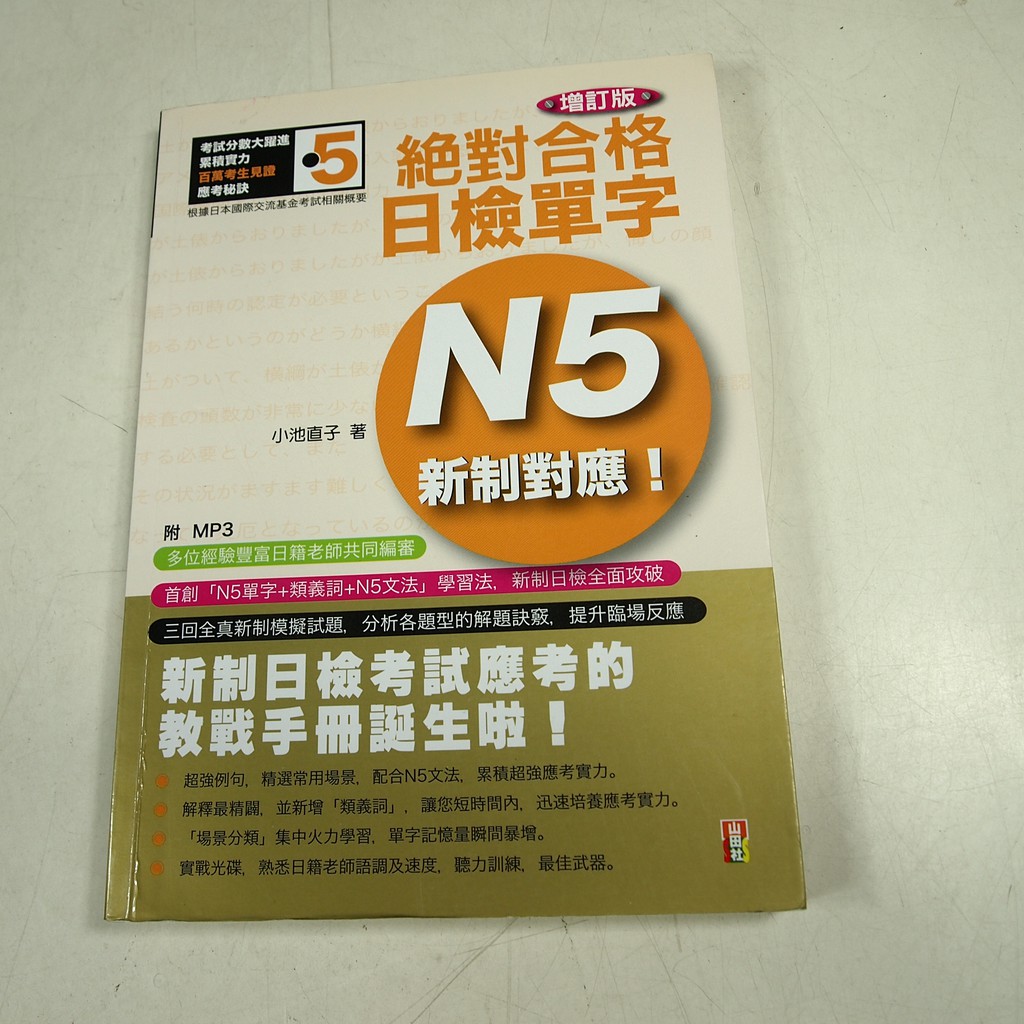 增訂版
絕對合格
日檢單字
考試分數大躍進
累積實力
百萬考生見證
應考秘訣
5
根據日本國際交流基金考試相關概要
N5
新制對應！
小池直子 著
附 MP3
多位經驗豐富日籍老師共同編審
首創「N5單字+類義詞+N5文法」學習法，新制日檢全面攻破
三回全真新制模擬試題，分析各題型的解題訣竅，提升臨場反應
新制日檢考試應考的
教戰手冊誕生啦！
超強例句，精選常用場景，配合N5文法，累積超強應考實力。
解釋最精闢，並新增「類義詞」，讓您短時間內，迅速培養應考實力。
「場景分類」集中火力學習，單字記憶量瞬間暴增。
實戰光碟，熟悉日籍老師語調及速度，聽力訓練，最佳武器。
山田社